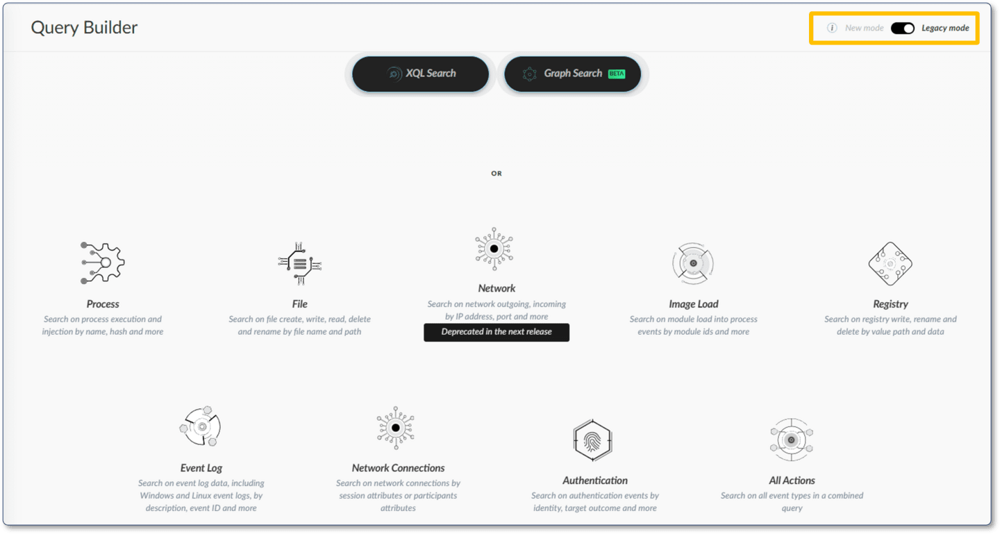 Query Builder
i New mode Legacy mode
XQL Search
Graph Search BETA
OR
Process
Search on process execution and
injection by name, hash and more
File
Search on file create, write, read, delete
and rename by file name and path
Network
Search on network outgoing, incoming
by IP address, port and more
Deprecated in the next release
Image Load
Search on module load into process
events by module ids and more
Registry
Search on registry write, rename and
delete by value path and data
Event Log
Search on event log data, including
Windows and Linux event logs, by
description, event ID and more
Network Connections
Search on network connections by
session attributes or participants
attributes
Authentication
Search on authentication events by
identity, target outcome and more
All Actions
Search on all event types in a combined
query